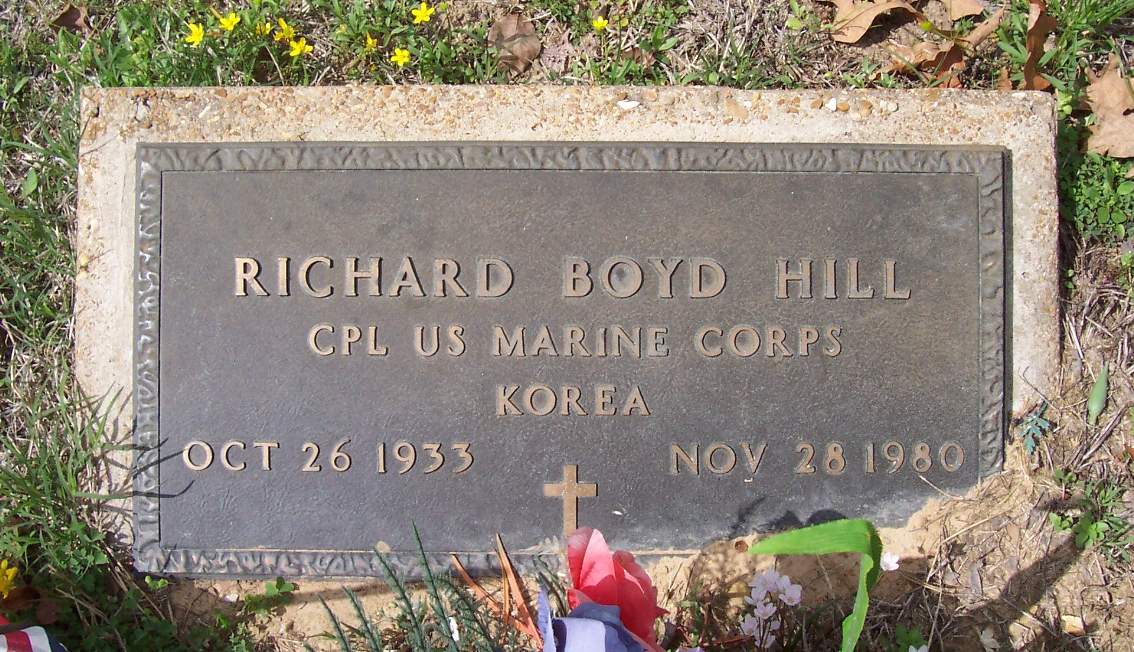 RICHARD BOYD HILL
CPL US MARINE CORPS
KOREA
OCT 26 1933 NOV 28 1980